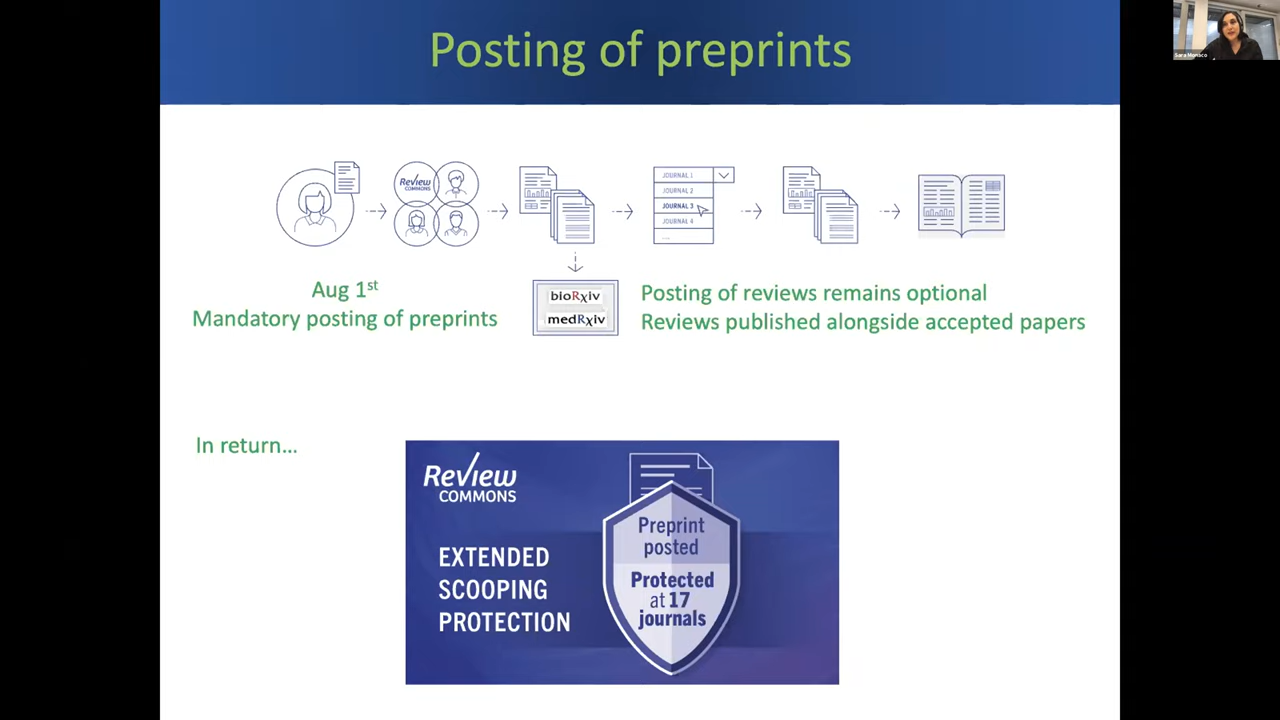 Posting of preprints
Sara Monaco
Review
COMMONS
JOURNAL 1
JOURNAL 2
JOURNAL 3
JOURNAL 4
Aug 1st
Mandatory posting of preprints
bioRxiv
medRxiv
Posting of reviews remains optional
Reviews published alongside accepted papers
In return…
Review
COMMONS
EXTENDED
SCOOPING
PROTECTION
Preprint
posted
Protected
at 17
journals